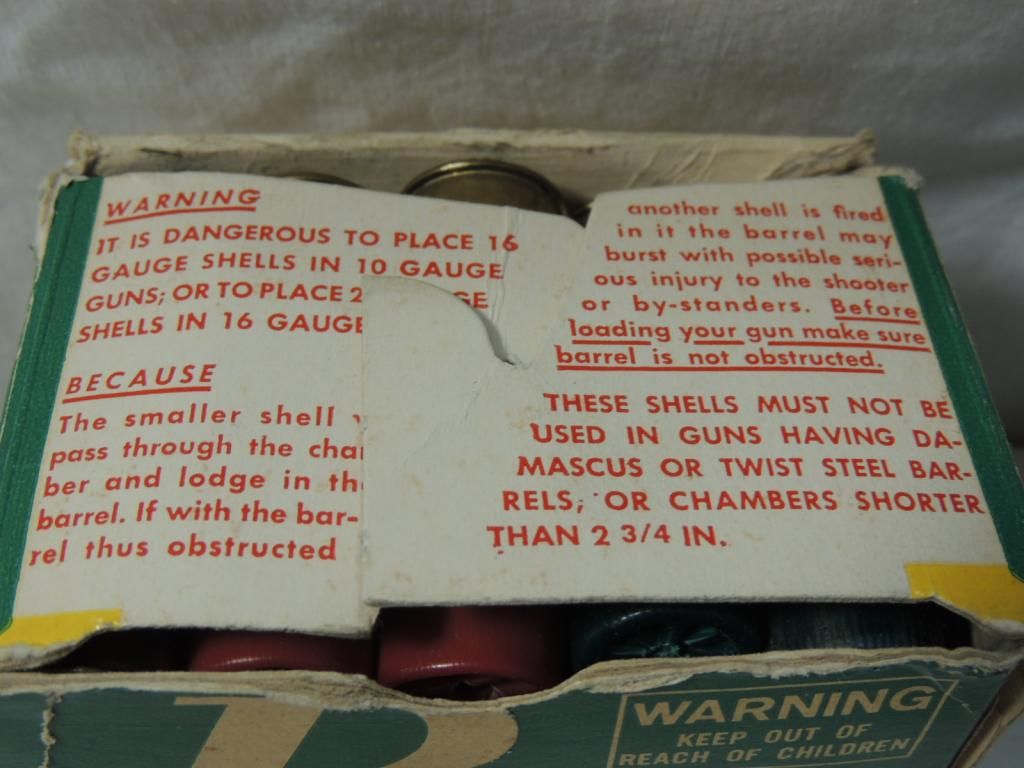 WARNING
IT IS DANGEROUS TO PLACE 16
GAUGE SHELLS IN 10 GAUGE
GUNS; OR TO PLACE
SHELLS IN 16 GAUGE
BECAUSE
The smaller shell
pass through the
ber and lodge in
barrel. If with the bar-
rel thus obstructed
another shell is fired
in it the barrel may
burst with possible seri-
ous injury to the shooter
or by-standers. Before
loading your gun make sure
barrel is not obstructed.
THESE SHELLS MUST NOT BE
USED IN GUNS HAVING DA-
MASCUS OR TWIST STEEL BAR-
RELS; OR CHAMBERS SHORTER
THAN 2 3/4 IN.
WARNING
KEEP OUT OF
REACH OF CHILDREN